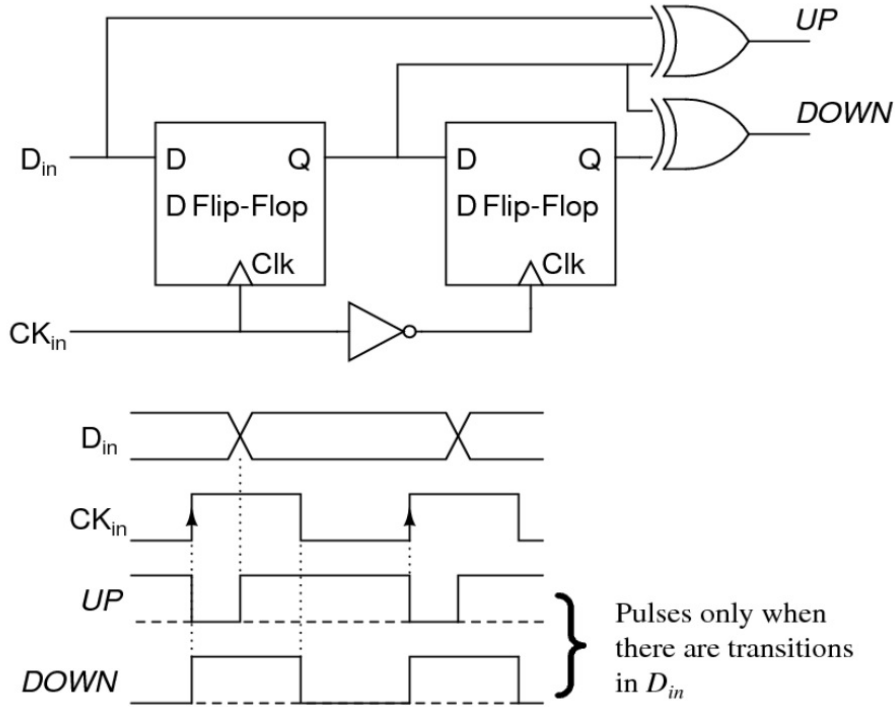 UP
DOWN
D_in
D Q
D Flip-Flop
Clk
D Q
D Flip-Flop
Clk
CK_in
D_in
CK_in
UP
DOWN
Pulses only when
there are transitions
in D_in